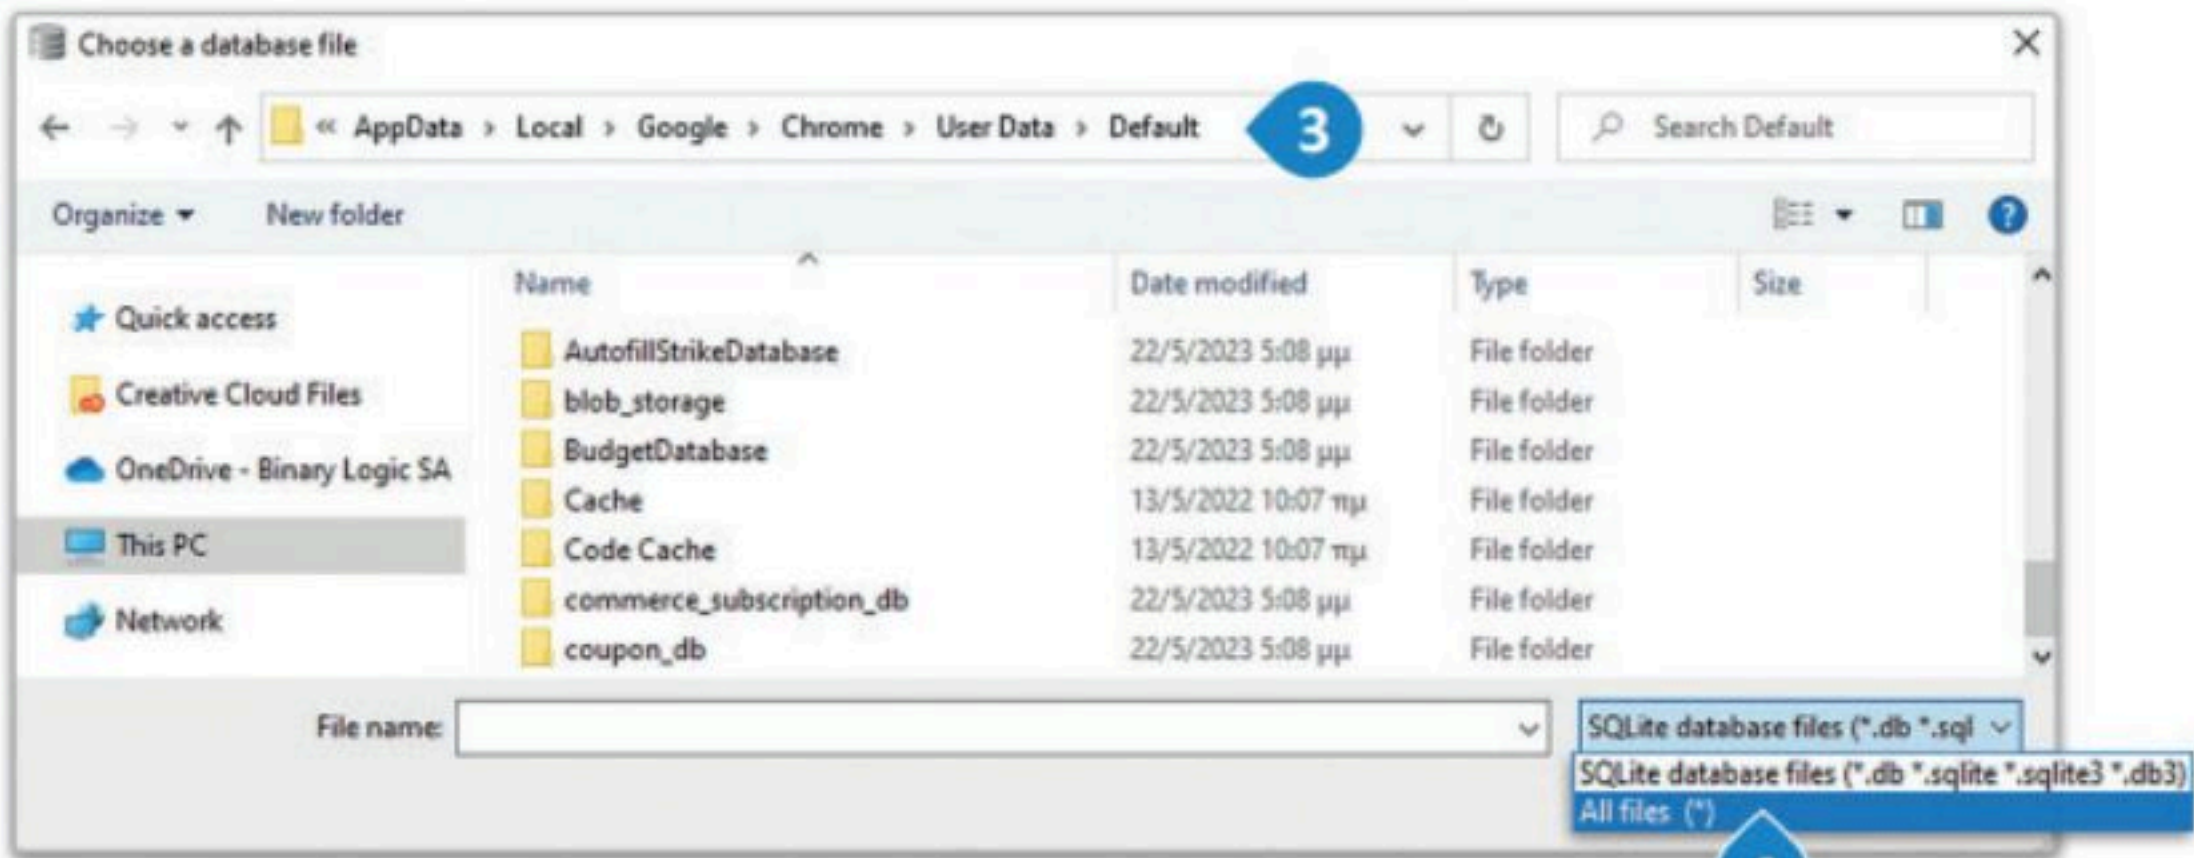 Choose a database file
« AppData › Local › Google › Chrome › User Data › Default
3
Search Default
Organize
New folder
Name
Date modified
Type
Size
Quick access
Creative Cloud Files
OneDrive - Binary Logic SA
This PC
Network
AutofillStrikeDatabase 22/5/2023 5:08 μμ File folder
blob_storage 22/5/2023 5:08 μμ File folder
BudgetDatabase 22/5/2023 5:08 μμ File folder
Cache 13/5/2022 10:07 πμ File folder
Code Cache 13/5/2022 10:07 πμ File folder
commerce_subscription_db 22/5/2023 5:08 μμ File folder
coupon_db 22/5/2023 5:08 μμ File folder
File name:
SQLite database files (*.db *.sql
SQLite database files (*.db *.sqlite *.sqlite3 *.db3)
All files (*)